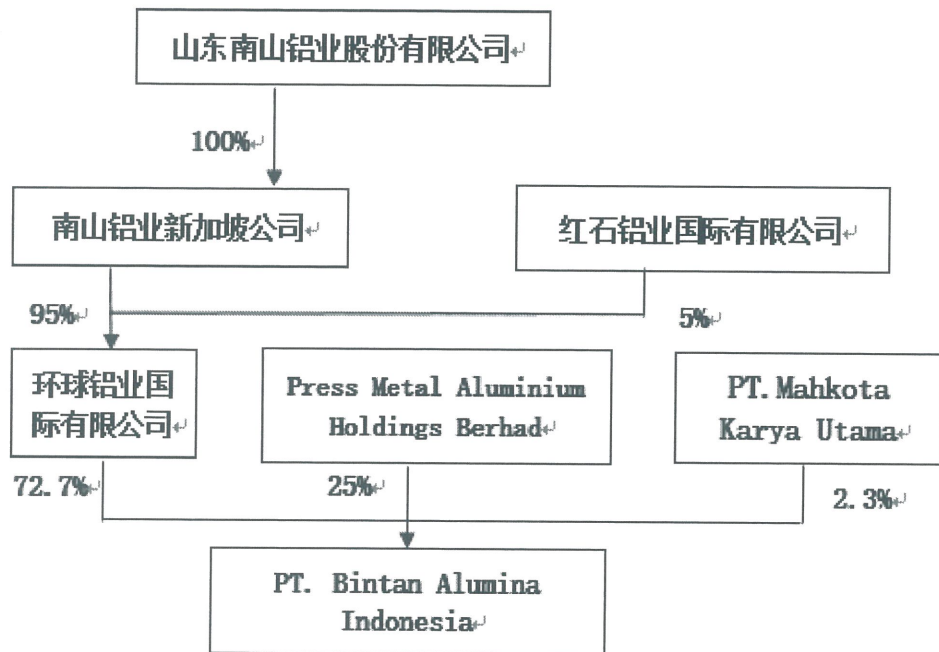 山东南山铝业股份有限公司
100%
南山铝业新加坡公司
红石铝业国际有限公司
95%
5%
环球铝业国
际有限公司
Press Metal Aluminium
Holdings Berhad
PT.Mahkota
Karya Utama
72.7%
25%
2.3%
PT. Bintan Alumina
Indonesia